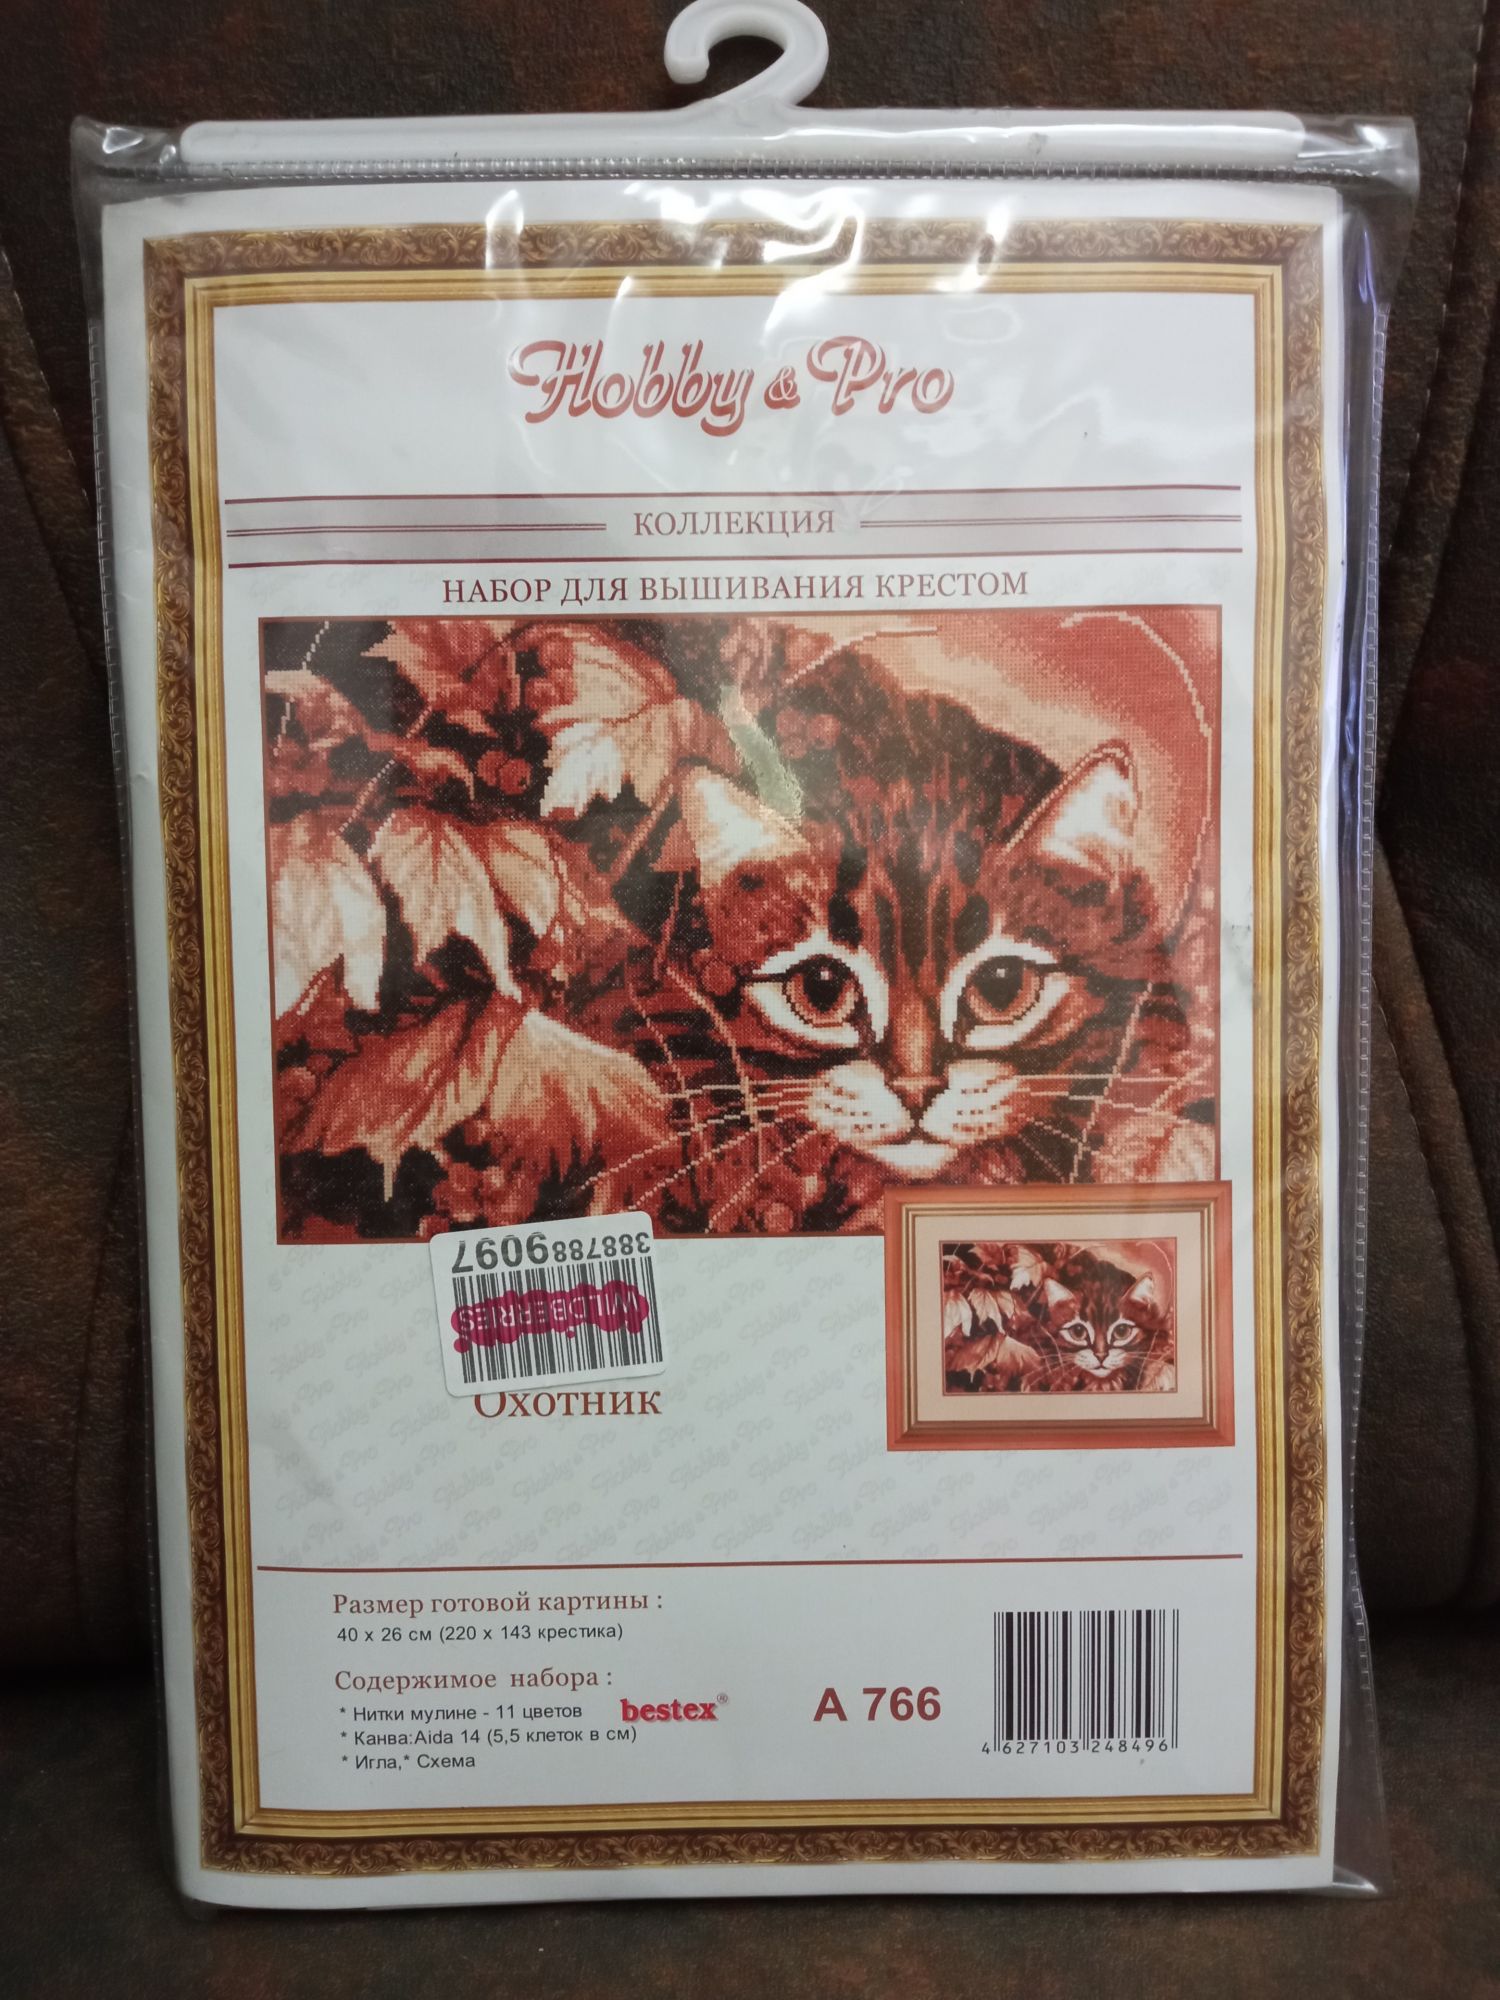 Hobby & Pro
КОЛЛЕКЦИЯ
НАБОР ДЛЯ ВЫШИВАНИЯ КРЕСТОМ
3887889097
WILDBERRIES
Охотник
Размер готовой картины :
40 х 26 см (220 х 143 крестика)
Содержимое набора :
* Нитки мулине - 11 цветов
bestex®
* Канва:Aida 14 (5,5 клеток в см)
* Игла,* Схема
А 766
4 627103 248496